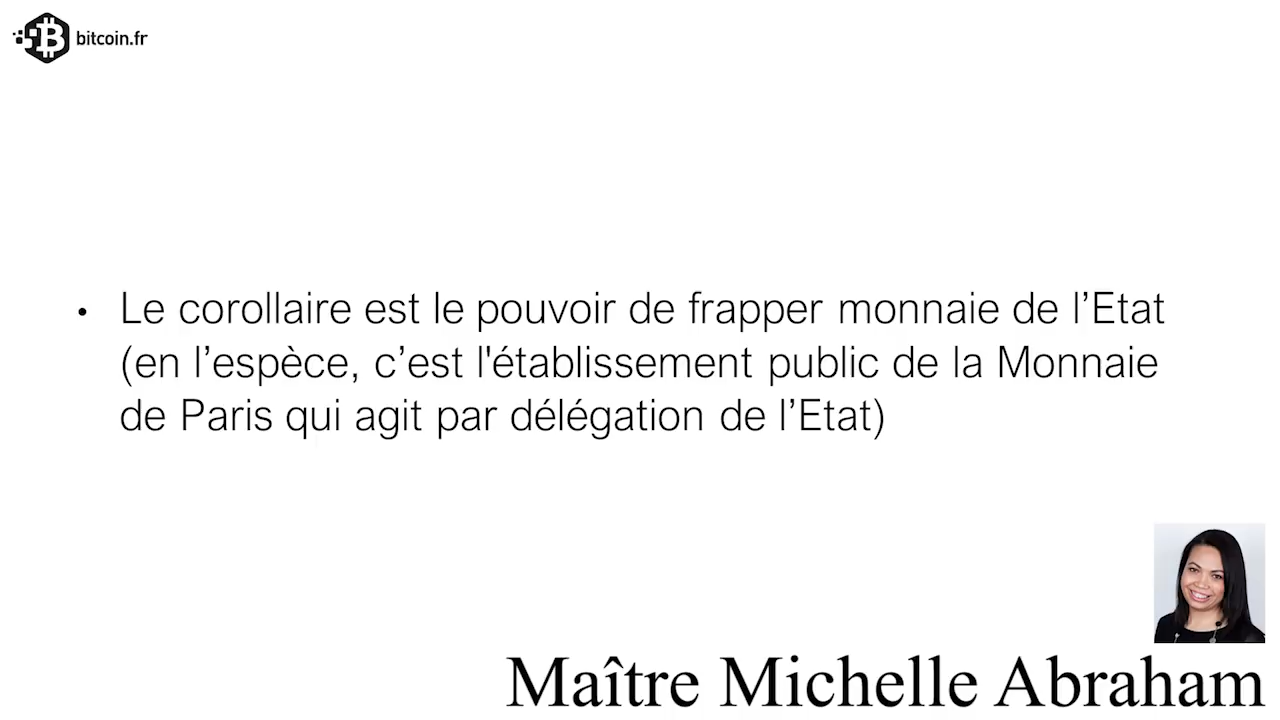 bitcoin.fr
• Le corollaire est le pouvoir de frapper monnaie de l’Etat
(en l’espèce, c’est l'établissement public de la Monnaie
de Paris qui agit par délégation de l’Etat)
Maître Michelle Abraham